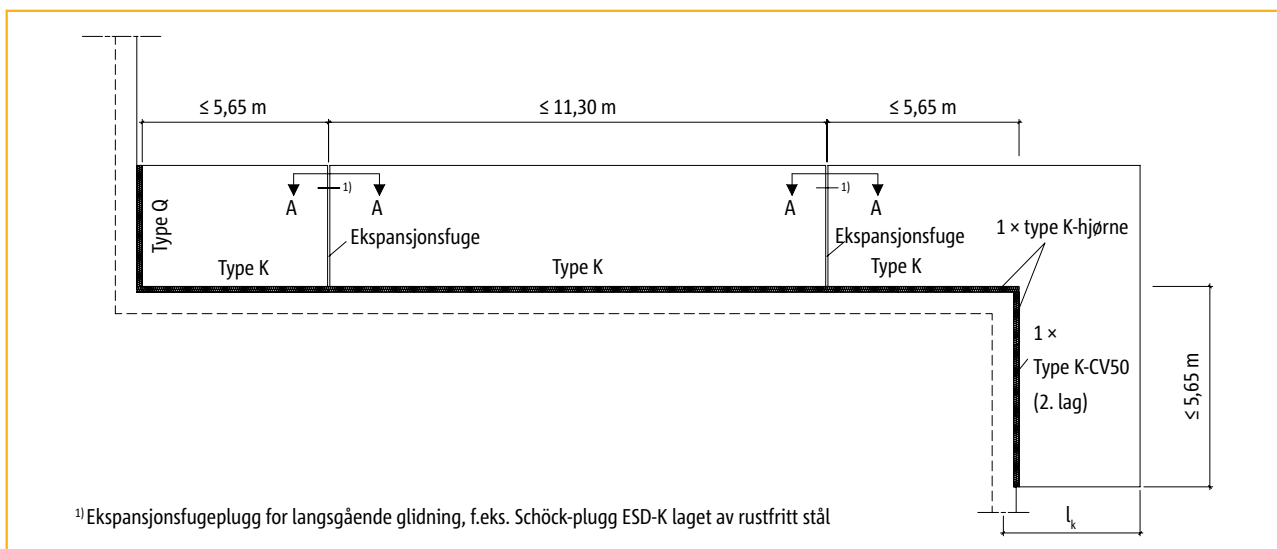 ≤ 5,65 m
≤ 11,30 m
≤ 5,65 m
1)
1)
A
A
A
A
Type Q
Ekspansjonsfuge
Ekspansjonsfuge
1 × type K-hjørne
Type K
Type K
Type K
1 ×
Type K-CV50
(2. lag)
≤ 5,65 m
lk
1) Ekspansjonsfugeplugg for langsgående glidning, f.eks. Schöck-plugg ESD-K laget av rustfritt stål